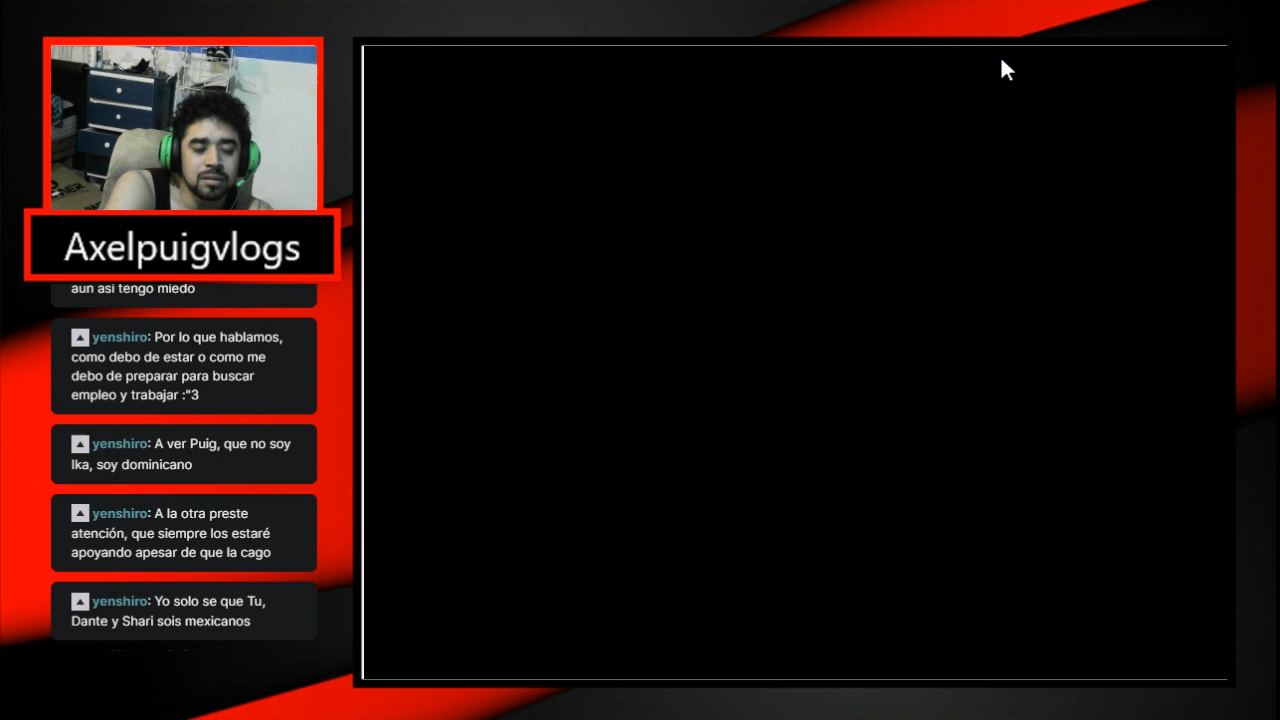 Axelpuigvlogs
aun asi tengo miedo
yenshiro: Por lo que hablamos,
como debo de estar o como me
debo de preparar para buscar
empleo y trabajar :"3
yenshiro: A ver Puig, que no soy
Ika, soy dominicano
yenshiro: A la otra preste
atención, que siempre los estaré
apoyando apesar de que la cago
yenshiro: Yo solo se que Tu,
Dante y Shari sois mexicanos